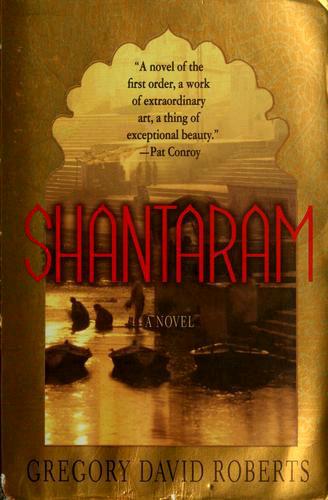 “A novel of the
first order, a work
of extraordinary
art, a thing of
exceptional beauty.”
—Pat Conroy
SHANTARAM
A NOVEL
GREGORY DAVID ROBERTS